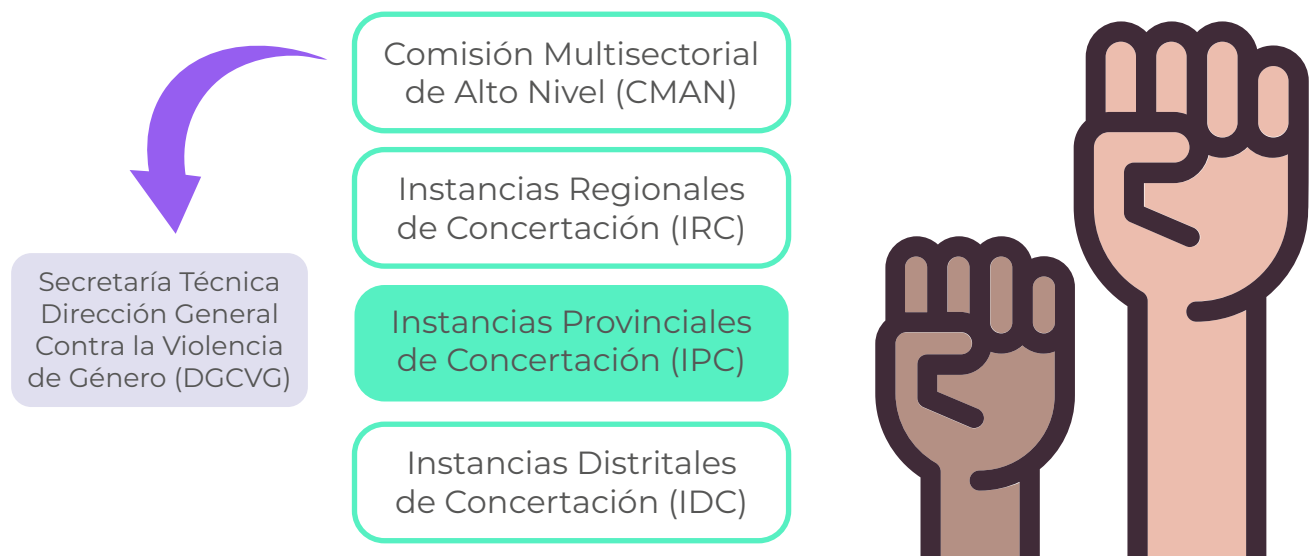 Comisión Multisectorial
de Alto Nivel (CMAN)
Instancias Regionales
de Concertación (IRC)
Secretaría Técnica
Dirección General
Contra la Violencia
de Género (DGCVG)
Instancias Provinciales
de Concertación (IPC)
Instancias Distritales
de Concertación (IDC)